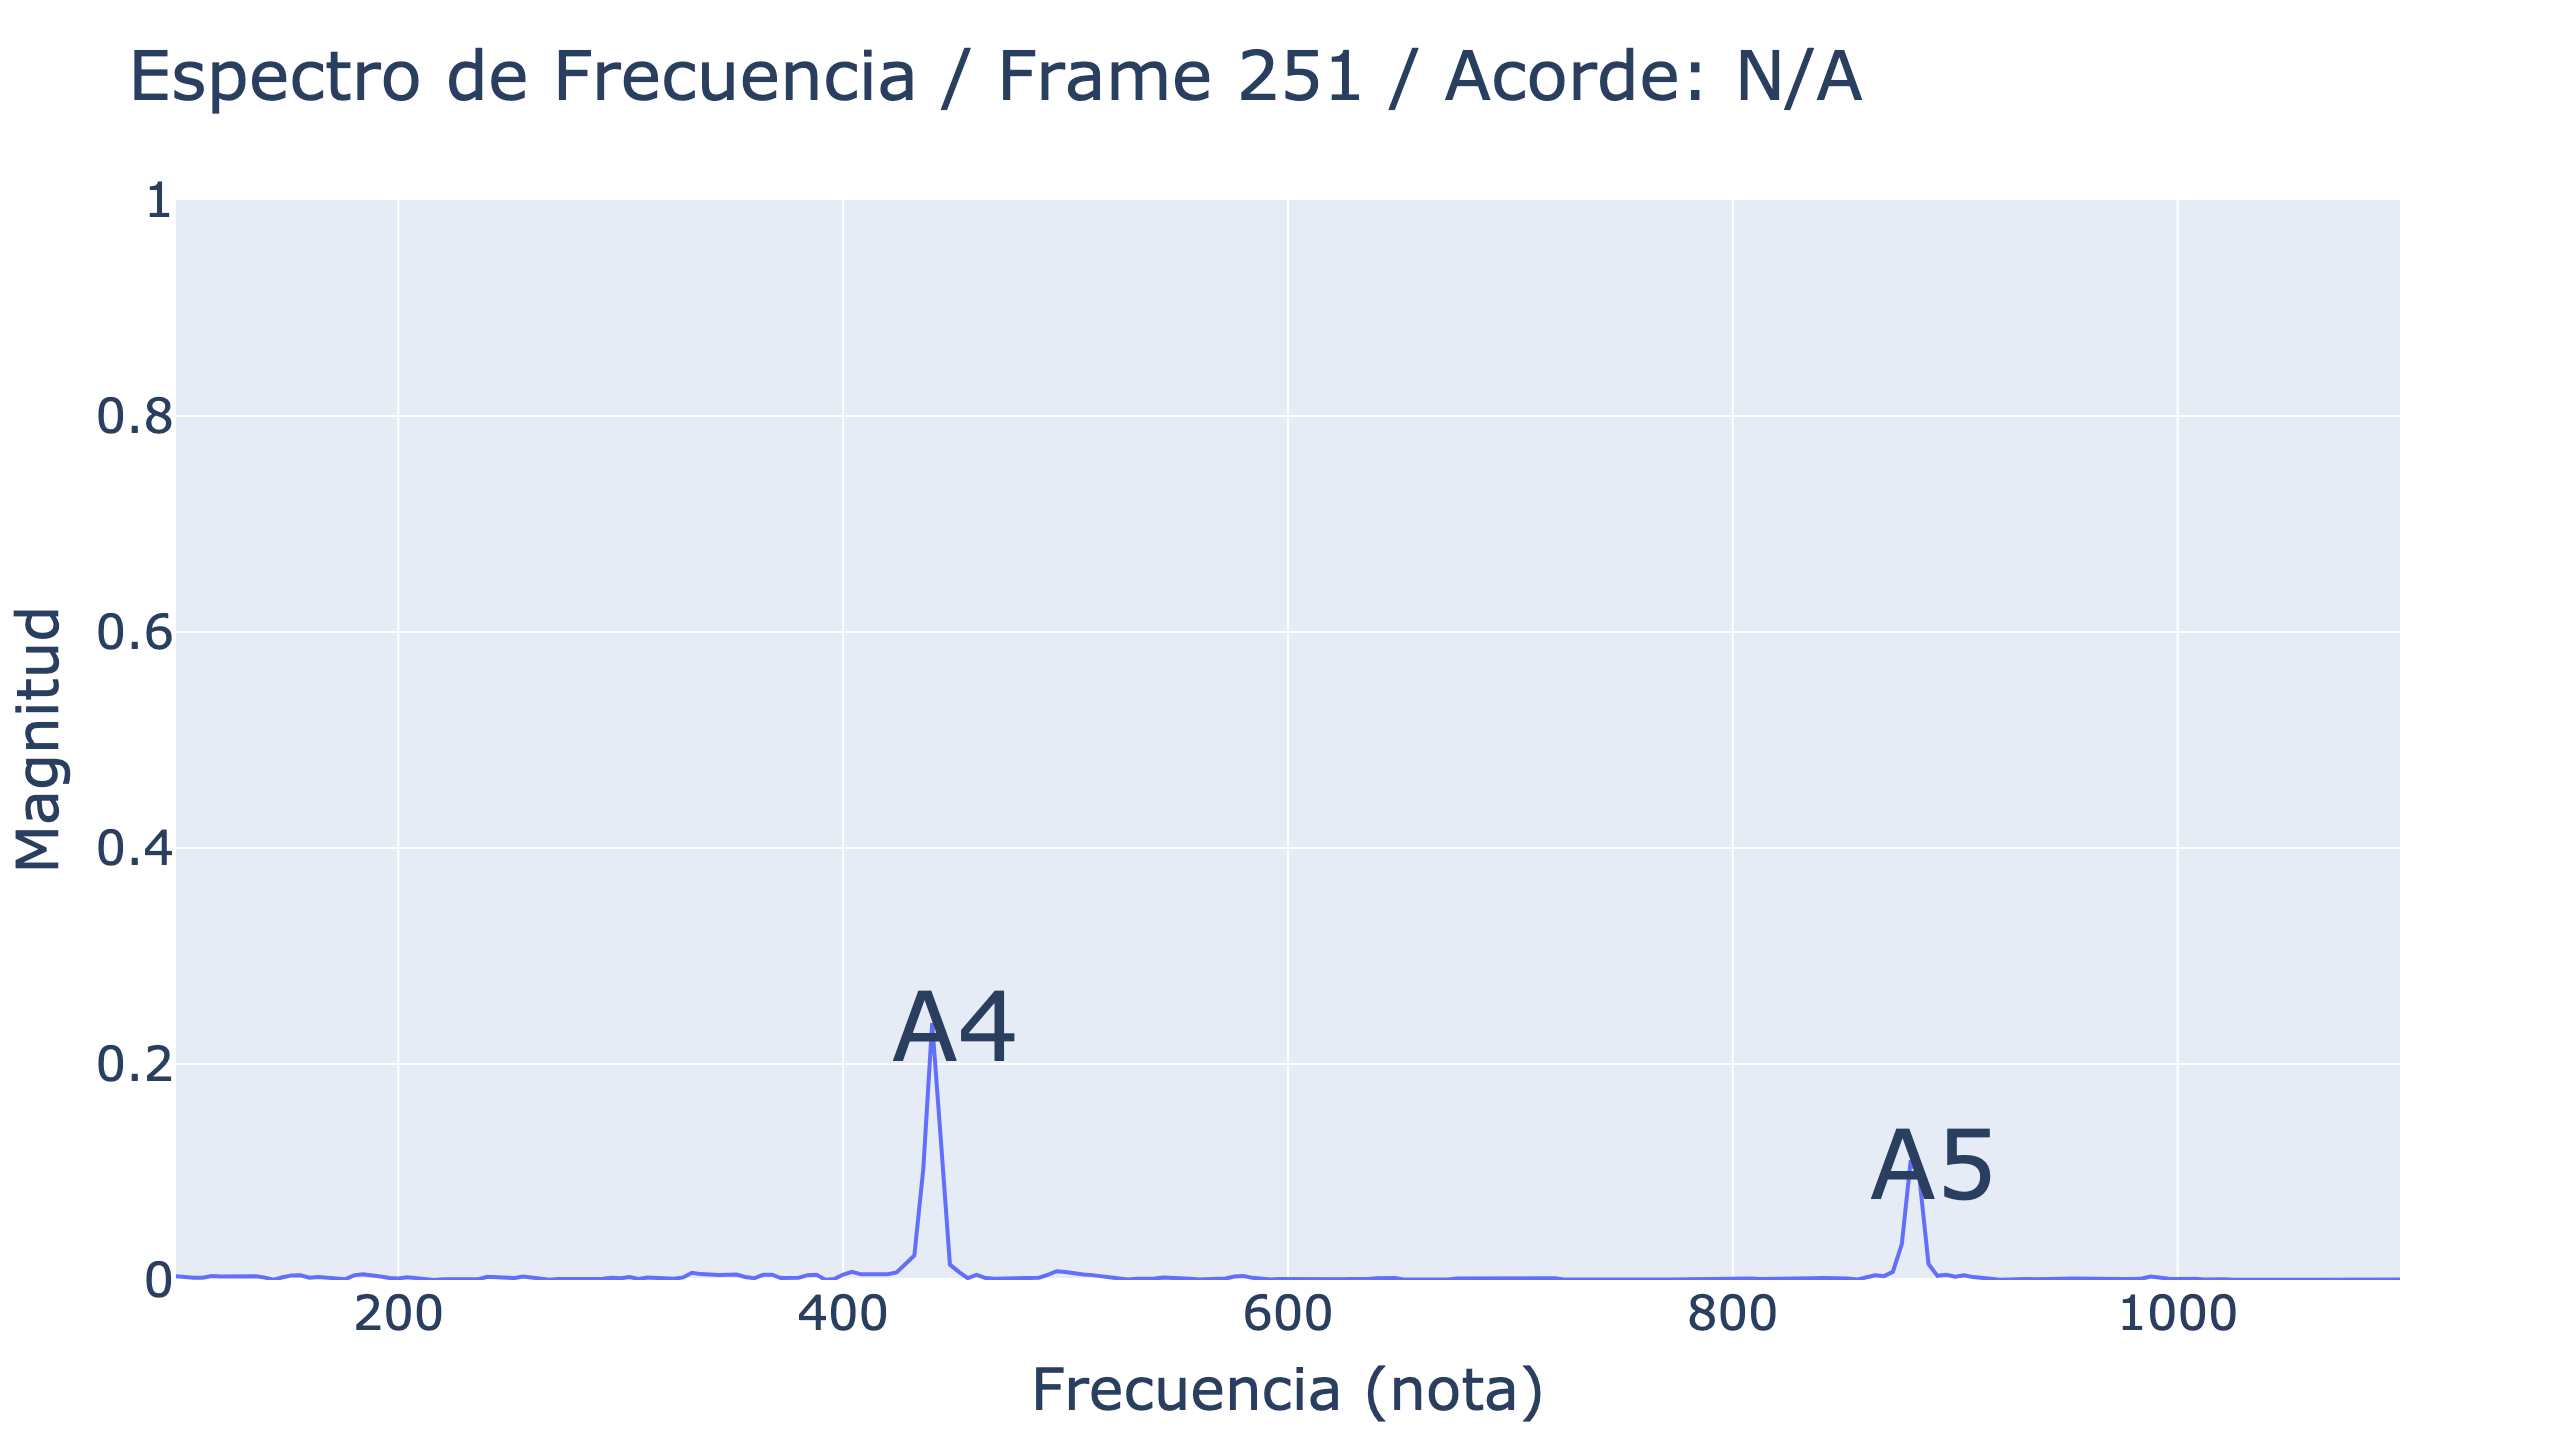 Espectro de Frecuencia / Frame 251 / Acorde: N/A
1
0.8
0.6
0.4
0.2
0
Magnitud
A4
A5
200 400 600 800 1000
Frecuencia (nota)